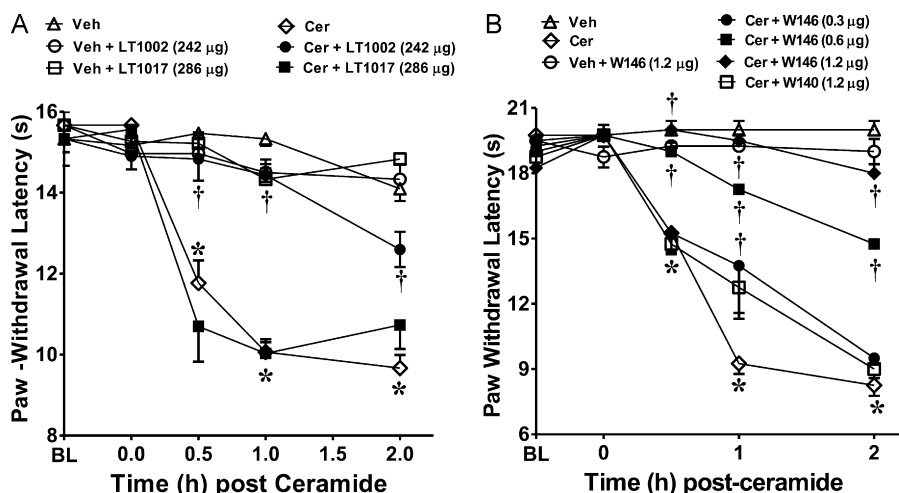 A
Veh
Veh + LT1002 (242 µg)
Veh + LT1017 (286 µg)
Cer
Cer + LT1002 (242 µg)
Cer + LT1017 (286 µg)
Paw -Withdrawal Latency (s)
16
14
12
10
8
* * *
† † †
BL 0.0 0.5 1.0 1.5 2.0
Time (h) post Ceramide
B
Veh
Cer
Veh + W146 (1.2 µg)
Cer + W146 (0.3 µg)
Cer + W146 (0.6 µg)
Cer + W146 (1.2 µg)
Cer + W140 (1.2 µg)
Paw Withdrawal Latency (s)
21
18
15
12
9
6
† † † † † † †
* * *
BL 0 1 2
Time (h) post-ceramide